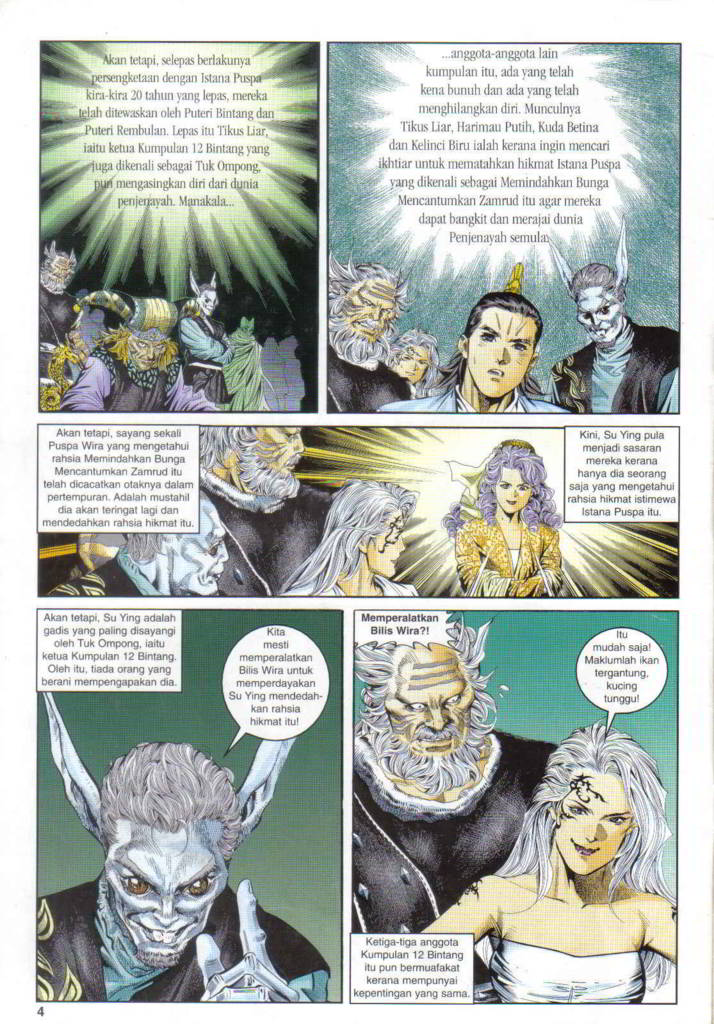 Akan tetapi, selepas berlakunya
persengketaan dengan Istana Puspa
kira-kira 20 tahun yang lepas, mereka
telah ditewaskan oleh Puteri Bintang dan
Puteri Rembulan. Lepas itu Tikus Liar,
iaitu ketua Kumpulan 12 Bintang yang
juga dikenali sebagai Tuk Ompong,
pun mengasingkan diri dari dunia
penjenayah. Manakala...
...anggota-anggota lain
kumpulan itu, ada yang telah
kena bunuh dan ada yang telah
menghilangkan diri. Munculnya
Tikus Liar, Harimau Putih, Kuda Betina
dan Kelinci Biru ialah kerana ingin mencari
ikhtiar untuk mematahkan hikmat Istana Puspa
yang dikenali sebagai Memindahkan Bunga
Mencantumkan Zamrud itu agar mereka
dapat bangkit dan merajai dunia
Penjenayah semula.
Akan tetapi, sayang sekali
Puspa Wira yang mengetahui
rahsia Memindahkan Bunga
Mencantumkan Zamrud itu
telah dicacatkan otaknya dalam
pertempuran. Adalah mustahil
dia akan teringat lagi dan
mendedahkan rahsia hikmat itu.
Kini, Su Ying pula
menjadi sasaran
mereka kerana
hanya dia seorang
saja yang mengetahui
rahsia hikmat istimewa
Istana Puspa itu.
Akan tetapi, Su Ying adalah
gadis yang paling disayangi
oleh Tuk Ompong, iaitu
ketua Kumpulan 12 Bintang.
Oleh itu, tiada orang yang
berani mempengapakan dia.
Kita
mesti
memperalatkan
Bilis Wira untuk
memperdayakan
Su Ying mendedah-
kan rahsia
hikmat itu!
Memperalatkan
Bilis Wira?!
Itu
mudah saja!
Maklumlah ikan
tergantung,
kucing
tunggu!
Ketiga-tiga anggota
Kumpulan 12 Bintang
itu pun bermuafakat
kerana mempunyai
kepentingan yang sama.
4